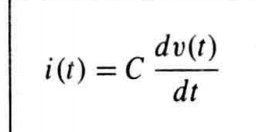 i(t) = C dv(t)/dt